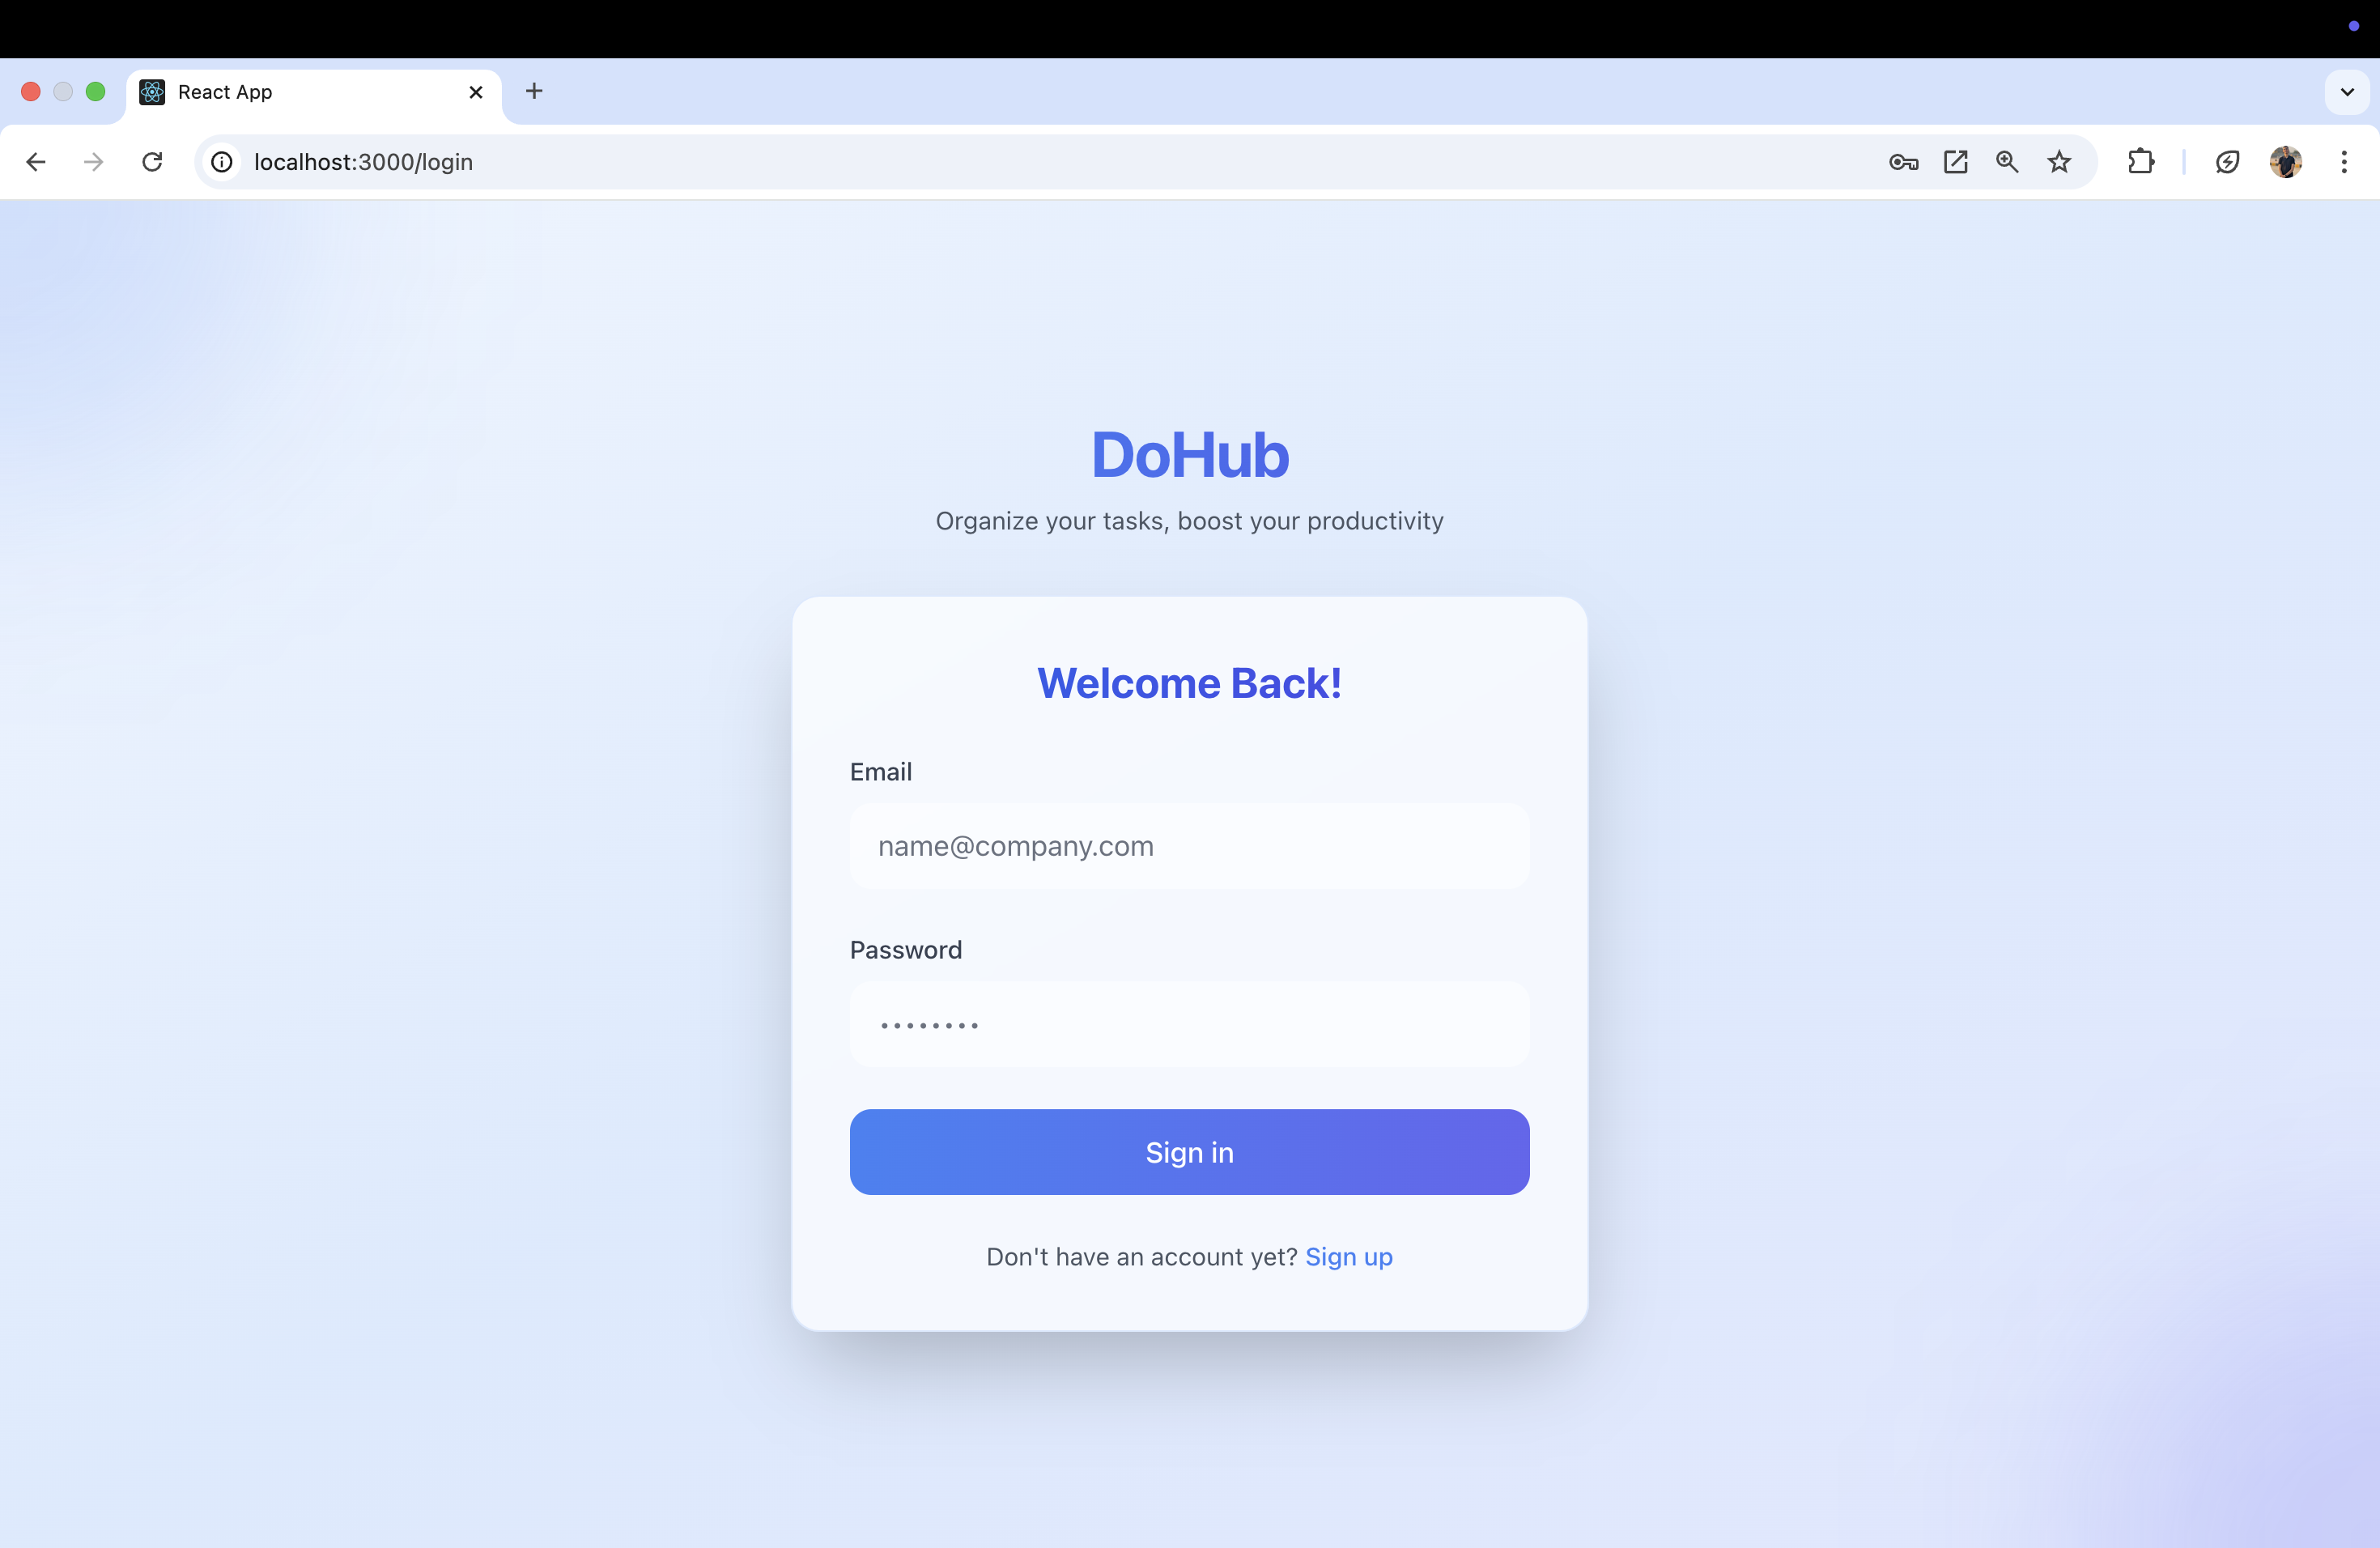 React App
localhost:3000/login
DoHub
Organize your tasks, boost your productivity
Welcome Back!
Email
name@company.com
Password
••••••••
Sign in
Don't have an account yet? Sign up